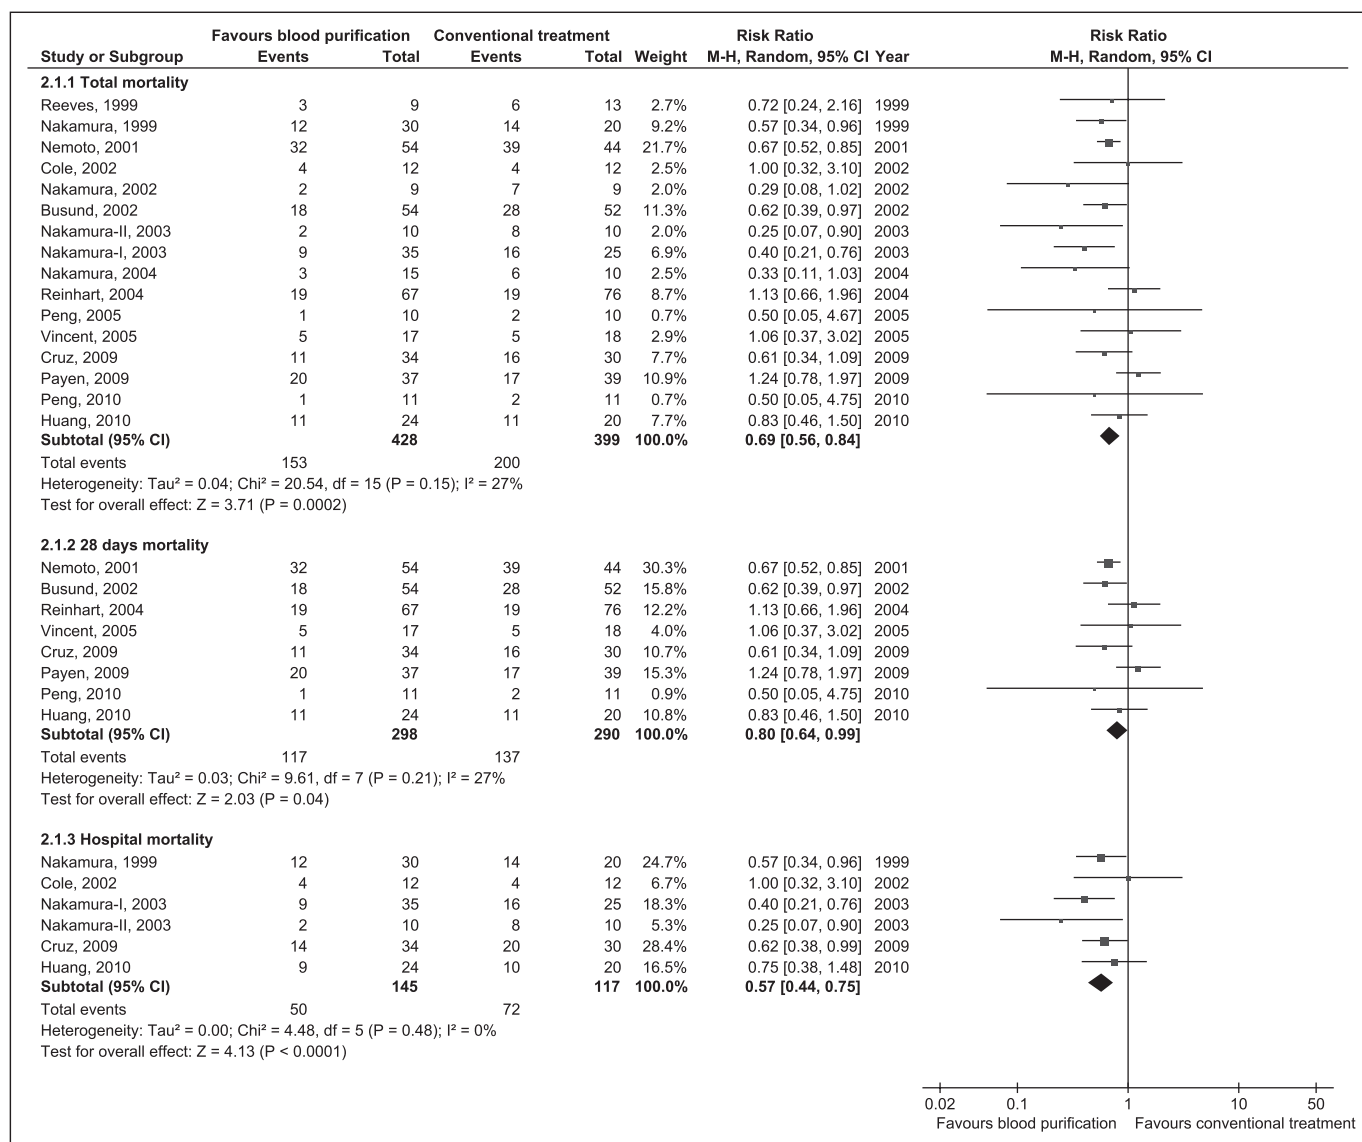 Favours blood purification Conventional treatment Risk Ratio Risk Ratio
Study or Subgroup Events Total Events Total Weight M-H, Random, 95% CI Year M-H, Random, 95% CI
2.1.1 Total mortality
Reeves, 1999 3 9 6 13 2.7% 0.72 [0.24, 2.16] 1999
Nakamura, 1999 12 30 14 20 9.2% 0.57 [0.34, 0.96] 1999
Nemoto, 2001 32 54 39 44 21.7% 0.67 [0.52, 0.85] 2001
Cole, 2002 4 12 4 12 2.5% 1.00 [0.32, 3.10] 2002
Nakamura, 2002 2 9 7 9 2.0% 0.29 [0.08, 1.02] 2002
Busund, 2002 18 54 28 52 11.3% 0.62 [0.39, 0.97] 2002
Nakamura-II, 2003 2 10 8 10 2.0% 0.25 [0.07, 0.90] 2003
Nakamura-I, 2003 9 35 16 25 6.9% 0.40 [0.21, 0.76] 2003
Nakamura, 2004 3 15 6 10 2.5% 0.33 [0.11, 1.03] 2004
Reinhart, 2004 19 67 19 76 8.7% 1.13 [0.66, 1.96] 2004
Peng, 2005 1 10 2 10 0.7% 0.50 [0.05, 4.67] 2005
Vincent, 2005 5 17 5 18 2.9% 1.06 [0.37, 3.02] 2005
Cruz, 2009 11 34 16 30 7.7% 0.61 [0.34, 1.09] 2009
Payen, 2009 20 37 17 39 10.9% 1.24 [0.78, 1.97] 2009
Peng, 2010 1 11 2 11 0.7% 0.50 [0.05, 4.75] 2010
Huang, 2010 11 24 11 20 7.7% 0.83 [0.46, 1.50] 2010
Subtotal (95% CI) 428 399 100.0% 0.69 [0.56, 0.84]
Total events 153 200
Heterogeneity: Tau² = 0.04; Chi² = 20.54, df = 15 (P = 0.15); I² = 27%
Test for overall effect: Z = 3.71 (P = 0.0002)
2.1.2 28 days mortality
Nemoto, 2001 32 54 39 44 30.3% 0.67 [0.52, 0.85] 2001
Busund, 2002 18 54 28 52 15.8% 0.62 [0.39, 0.97] 2002
Reinhart, 2004 19 67 19 76 12.2% 1.13 [0.66, 1.96] 2004
Vincent, 2005 5 17 5 18 4.0% 1.06 [0.37, 3.02] 2005
Cruz, 2009 11 34 16 30 10.7% 0.61 [0.34, 1.09] 2009
Payen, 2009 20 37 17 39 15.3% 1.24 [0.78, 1.97] 2009
Peng, 2010 1 11 2 11 0.9% 0.50 [0.05, 4.75] 2010
Huang, 2010 11 24 11 20 10.8% 0.83 [0.46, 1.50] 2010
Subtotal (95% CI) 298 290 100.0% 0.80 [0.64, 0.99]
Total events 117 137
Heterogeneity: Tau² = 0.03; Chi² = 9.61, df = 7 (P = 0.21); I² = 27%
Test for overall effect: Z = 2.03 (P = 0.04)
2.1.3 Hospital mortality
Nakamura, 1999 12 30 14 20 24.7% 0.57 [0.34, 0.96] 1999
Cole, 2002 4 12 4 12 6.7% 1.00 [0.32, 3.10] 2002
Nakamura-I, 2003 9 35 16 25 18.3% 0.40 [0.21, 0.76] 2003
Nakamura-II, 2003 2 10 8 10 5.3% 0.25 [0.07, 0.90] 2003
Cruz, 2009 14 34 20 30 28.4% 0.62 [0.38, 0.99] 2009
Huang, 2010 9 24 10 20 16.5% 0.75 [0.38, 1.48] 2010
Subtotal (95% CI) 145 117 100.0% 0.57 [0.44, 0.75]
Total events 50 72
Heterogeneity: Tau² = 0.00; Chi² = 4.48, df = 5 (P = 0.48); I² = 0%
Test for overall effect: Z = 4.13 (P < 0.0001)
0.02 0.1 1 10 50
Favours blood purification Favours conventional treatment